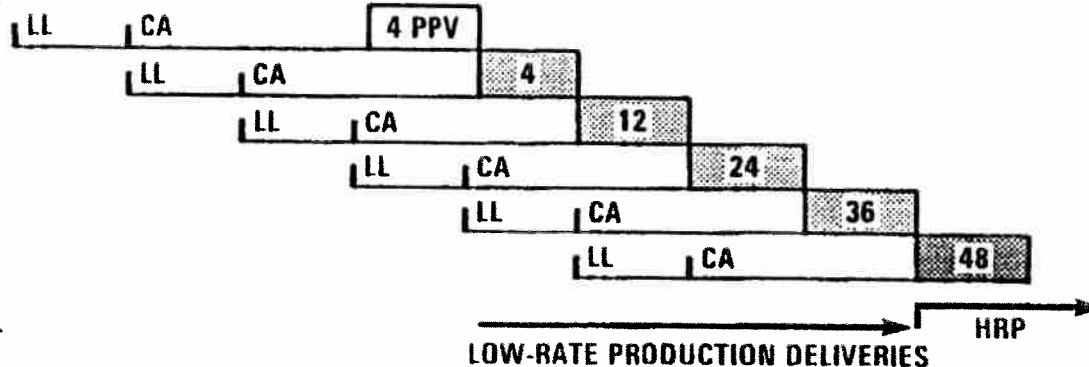 LL CA 4 PPV
LL CA 4
LL CA 12
LL CA 24
LL CA 36
LL CA 48
HRP
LOW-RATE PRODUCTION DELIVERIES